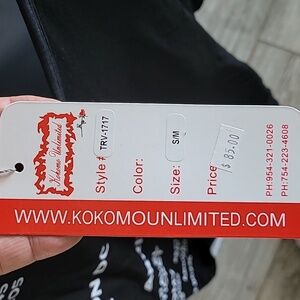 Kokomo Unlimited
Style# TRV-1717
Color:
Size: S/M
Price $ 85.00
PH:954-321-0026
PH:754-223-4608
WWW.KOKOMOUNLIMITED.COM